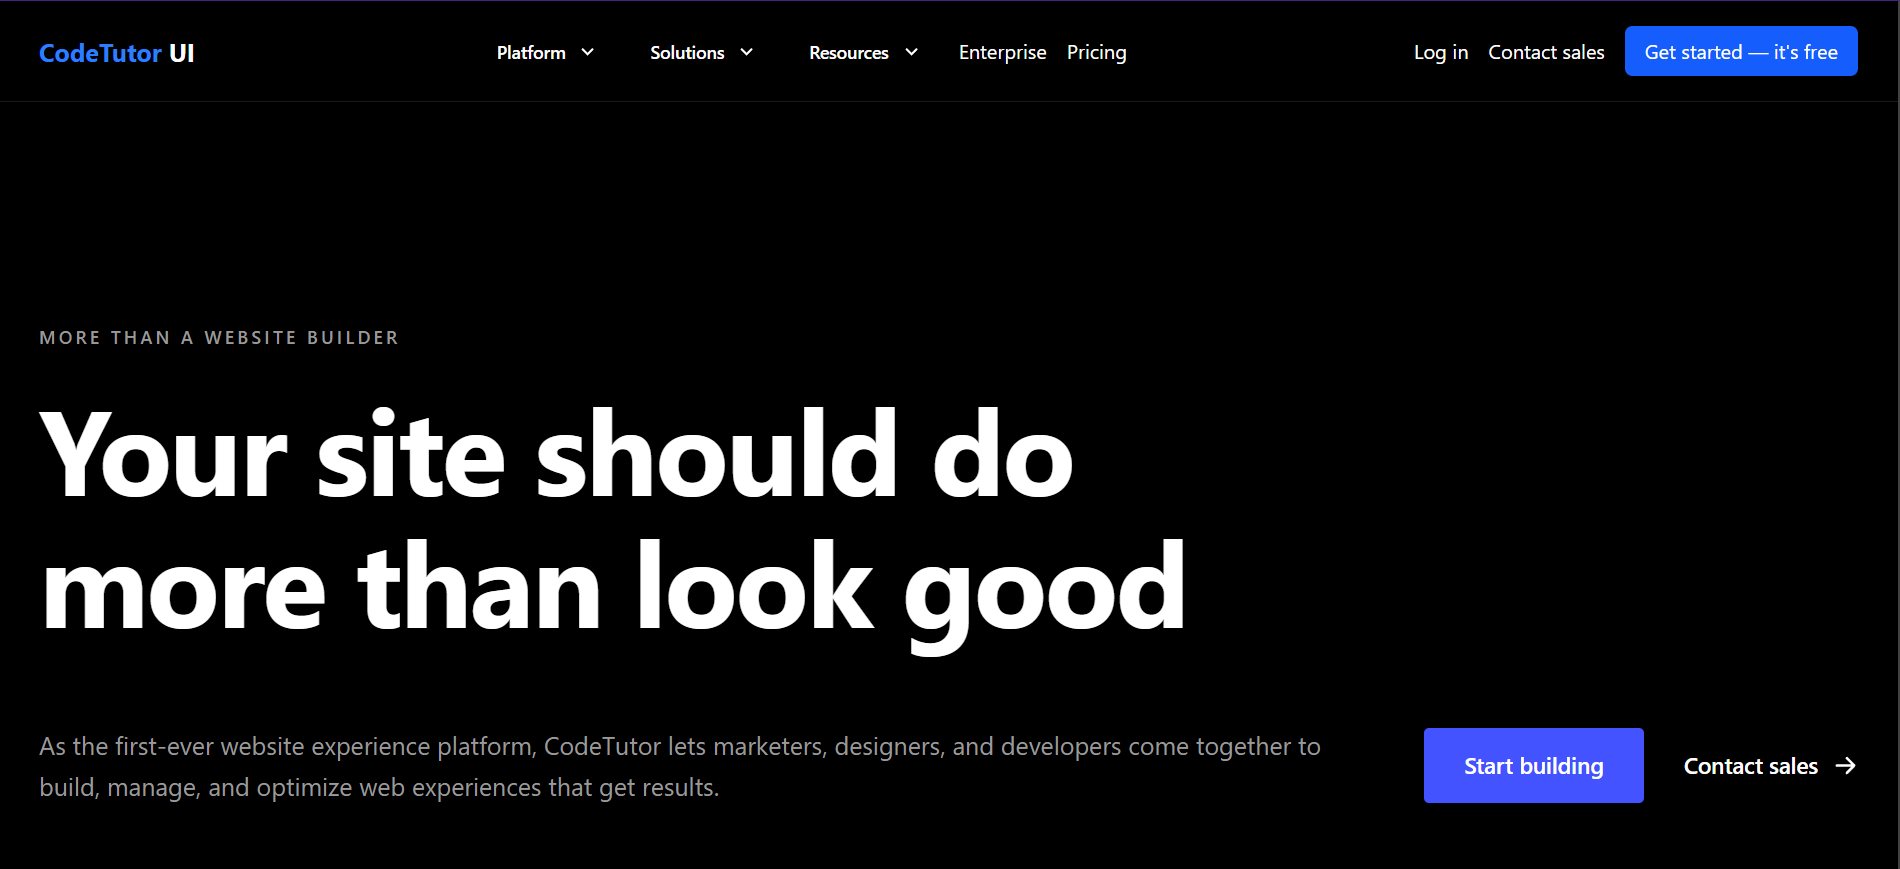 CodeTutor UI
Platform
Solutions
Resources
Enterprise
Pricing
Log in
Contact sales
Get started — it's free
MORE THAN A WEBSITE BUILDER
Your site should do
more than look good
As the first-ever website experience platform, CodeTutor lets marketers, designers, and developers come together to
build, manage, and optimize web experiences that get results.
Start building
Contact sales →